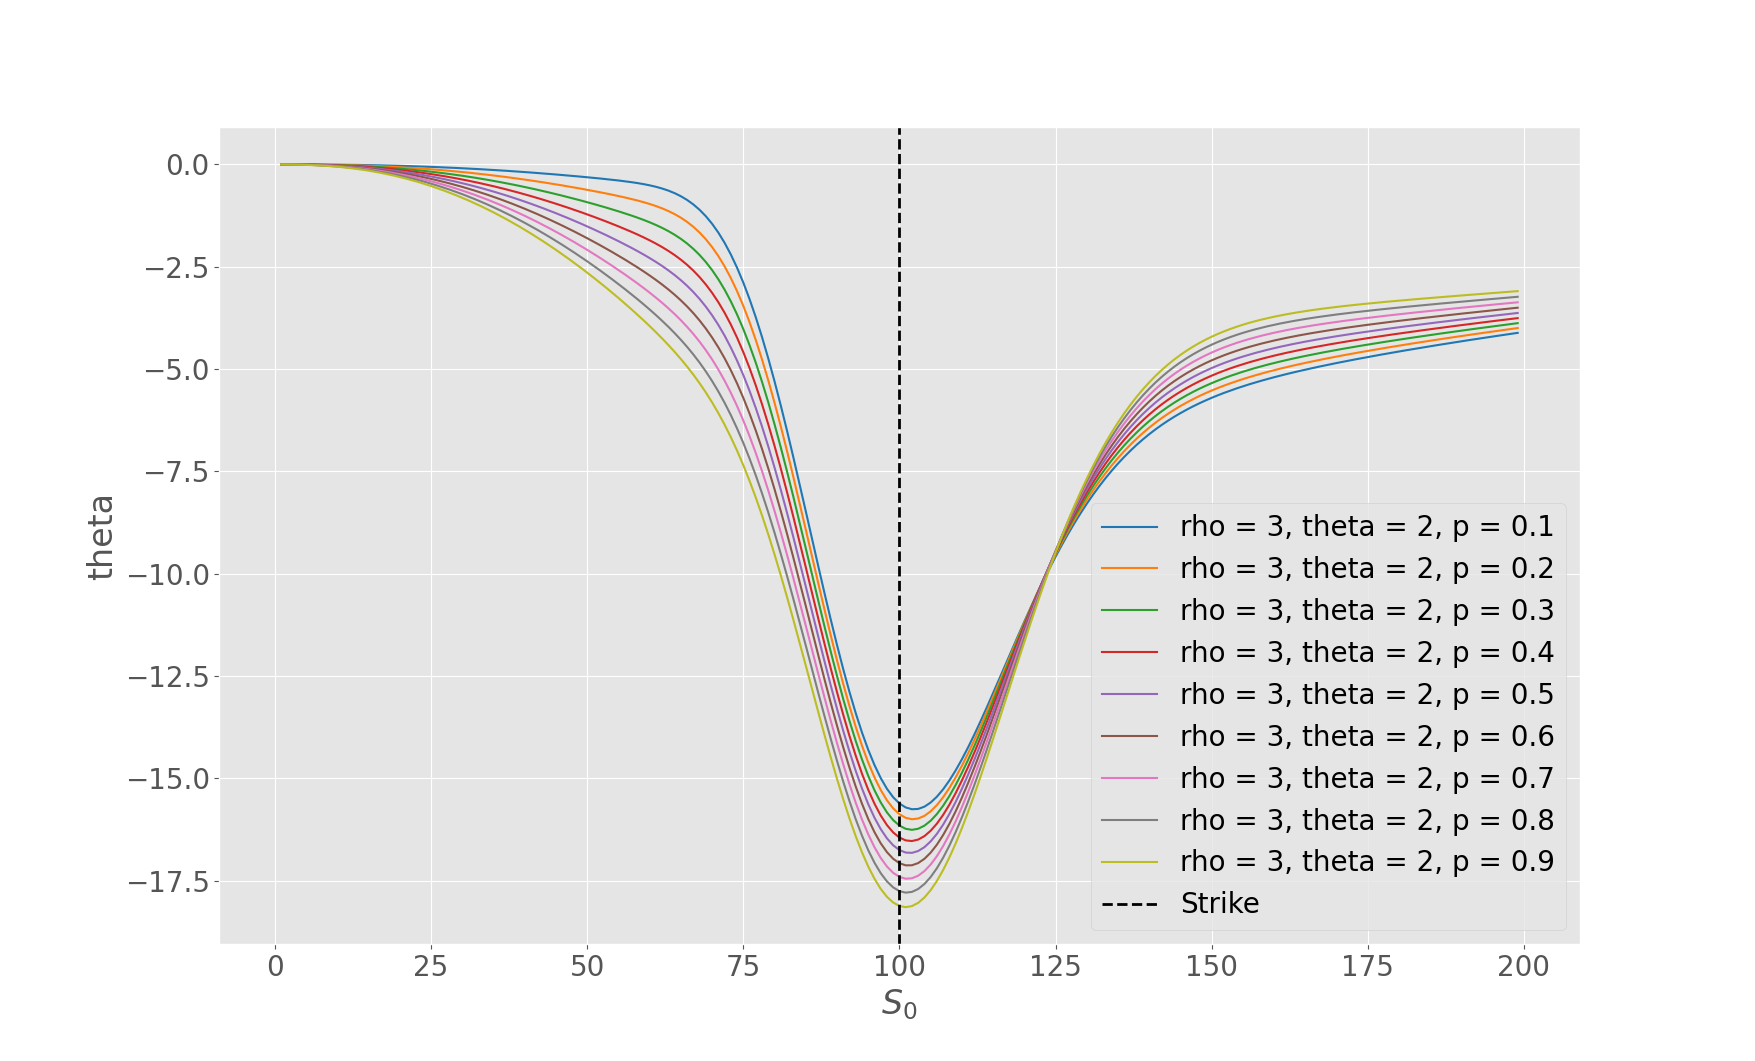 0.0
−2.5
−5.0
−7.5
−10.0
−12.5
−15.0
−17.5
theta
0 25 50 75 100 125 150 175 200
S₀
rho = 3, theta = 2, p = 0.1
rho = 3, theta = 2, p = 0.2
rho = 3, theta = 2, p = 0.3
rho = 3, theta = 2, p = 0.4
rho = 3, theta = 2, p = 0.5
rho = 3, theta = 2, p = 0.6
rho = 3, theta = 2, p = 0.7
rho = 3, theta = 2, p = 0.8
rho = 3, theta = 2, p = 0.9
Strike